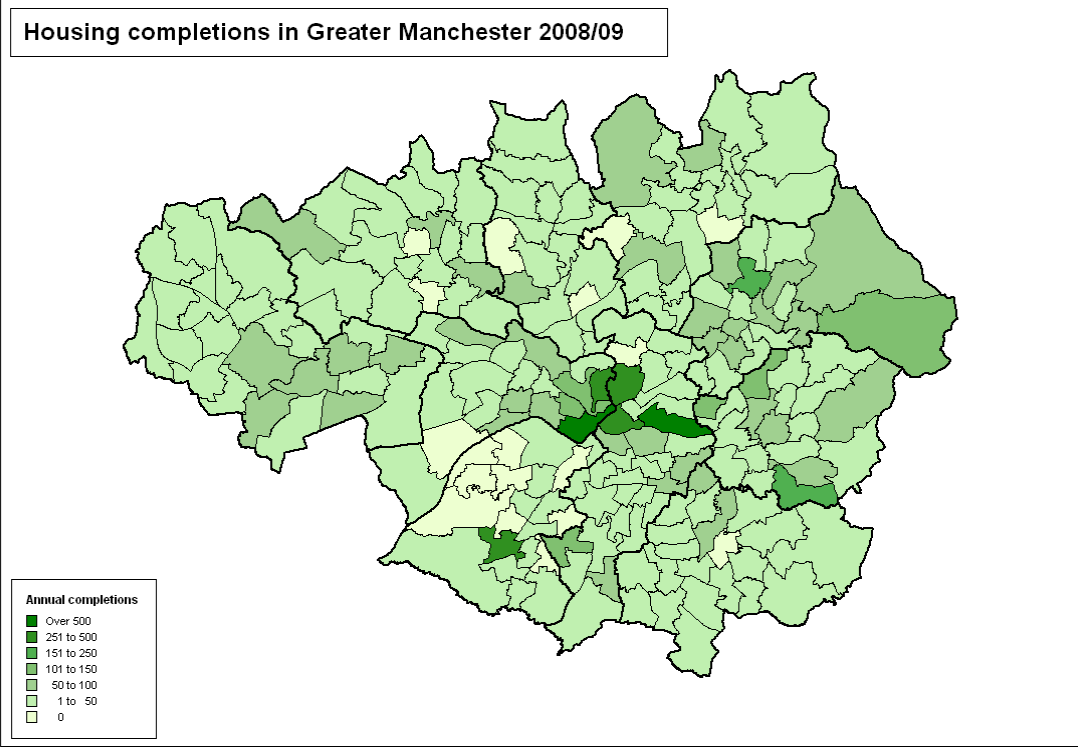 Housing completions in Greater Manchester 2008/09
Annual completions
Over 500
251 to 500
151 to 250
101 to 150
50 to 100
1 to 50
0